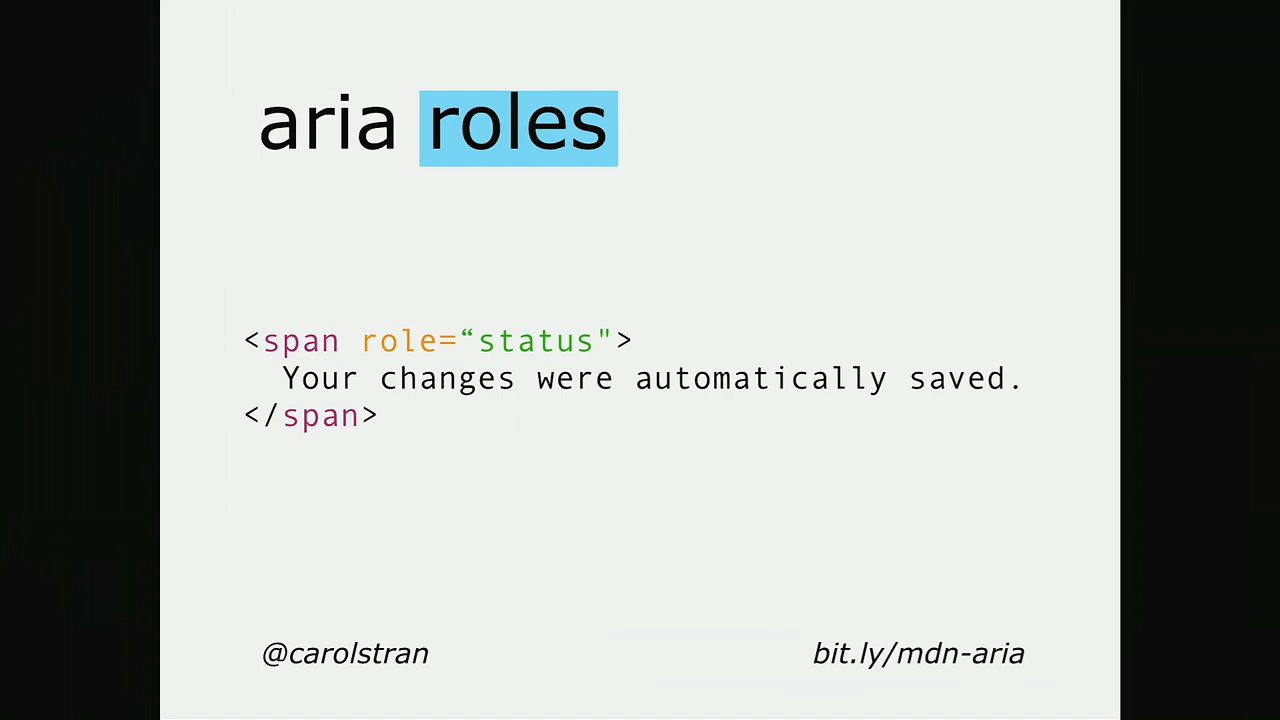 aria roles
<span role=“status">
Your changes were automatically saved.
</span>
@carolstran
bit.ly/mdn-aria